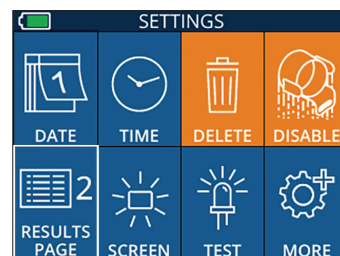 SETTINGS
1
DATE
TIME
DELETE
DISABLE
2
RESULTS
PAGE
SCREEN
TEST
MORE